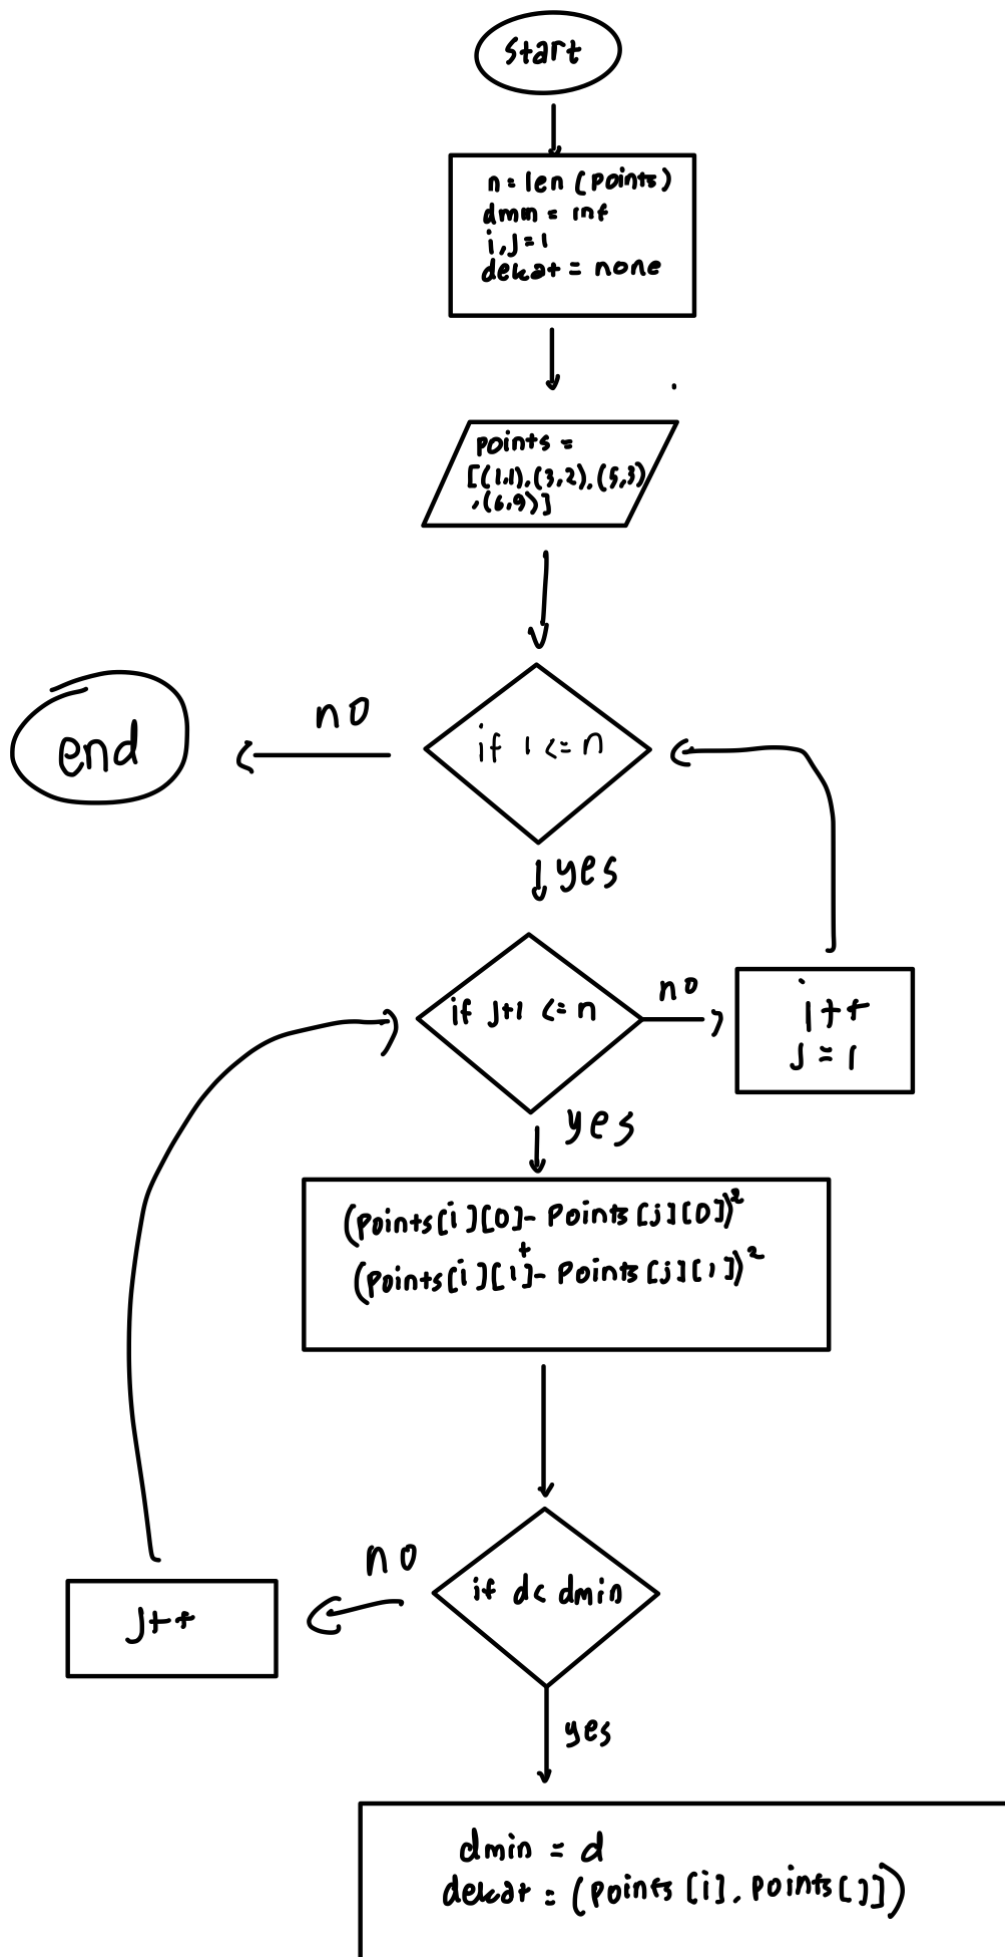 start
n = len (points)
dmin = inf
i, j = 1
dekat = none
points =
[(1,1), (3,2), (5,3)
, (6,9)]
no
if i <= n
end
yes
if j+1 <= n
no
i++
j = 1
yes
(points[i][0] - Points[j][0])²
+
(points[i][1] - Points[j][1])²
no
if d < dmin
j++
yes
dmin = d
dekat = (points [i], points[j])